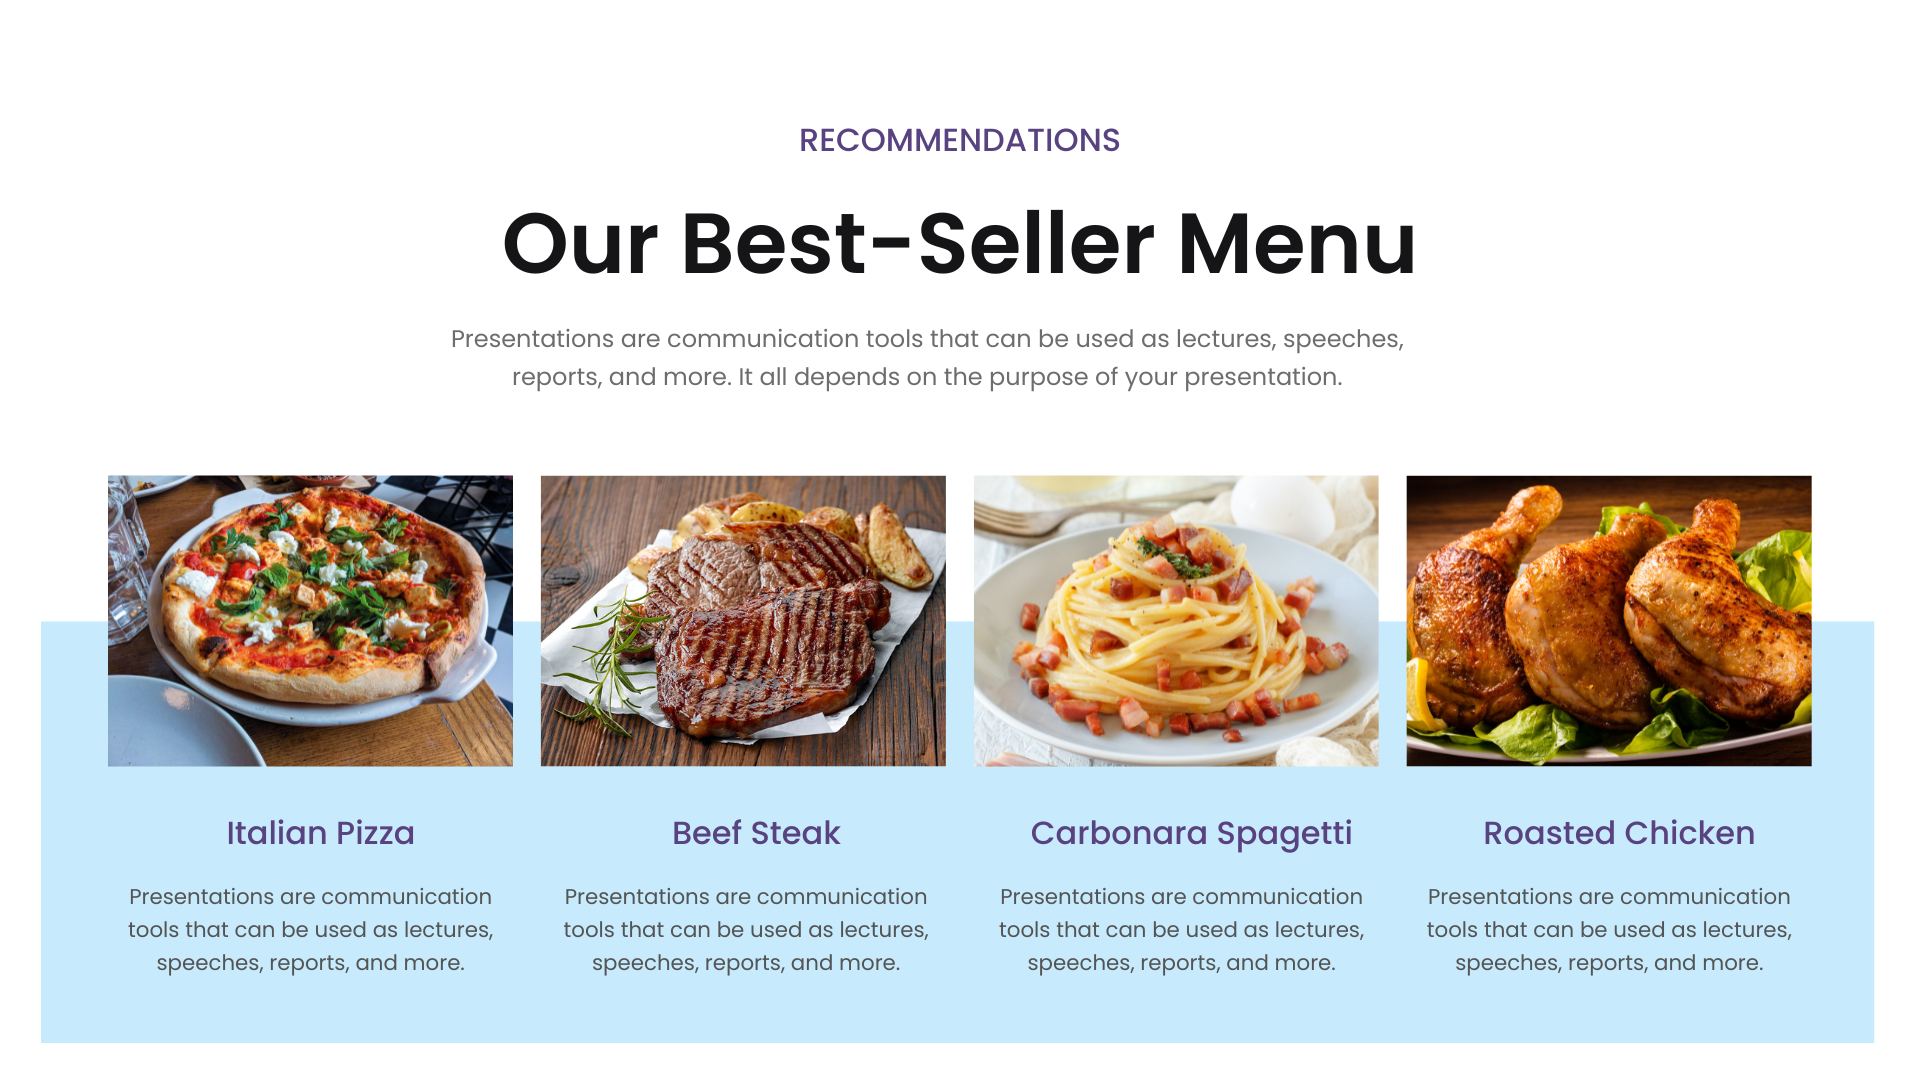 RECOMMENDATIONS
Our Best-Seller Menu
Presentations are communication tools that can be used as lectures, speeches,
reports, and more. It all depends on the purpose of your presentation.
Italian Pizza
Presentations are communication
tools that can be used as lectures,
speeches, reports, and more.
Beef Steak
Presentations are communication
tools that can be used as lectures,
speeches, reports, and more.
Carbonara Spagetti
Presentations are communication
tools that can be used as lectures,
speeches, reports, and more.
Roasted Chicken
Presentations are communication
tools that can be used as lectures,
speeches, reports, and more.